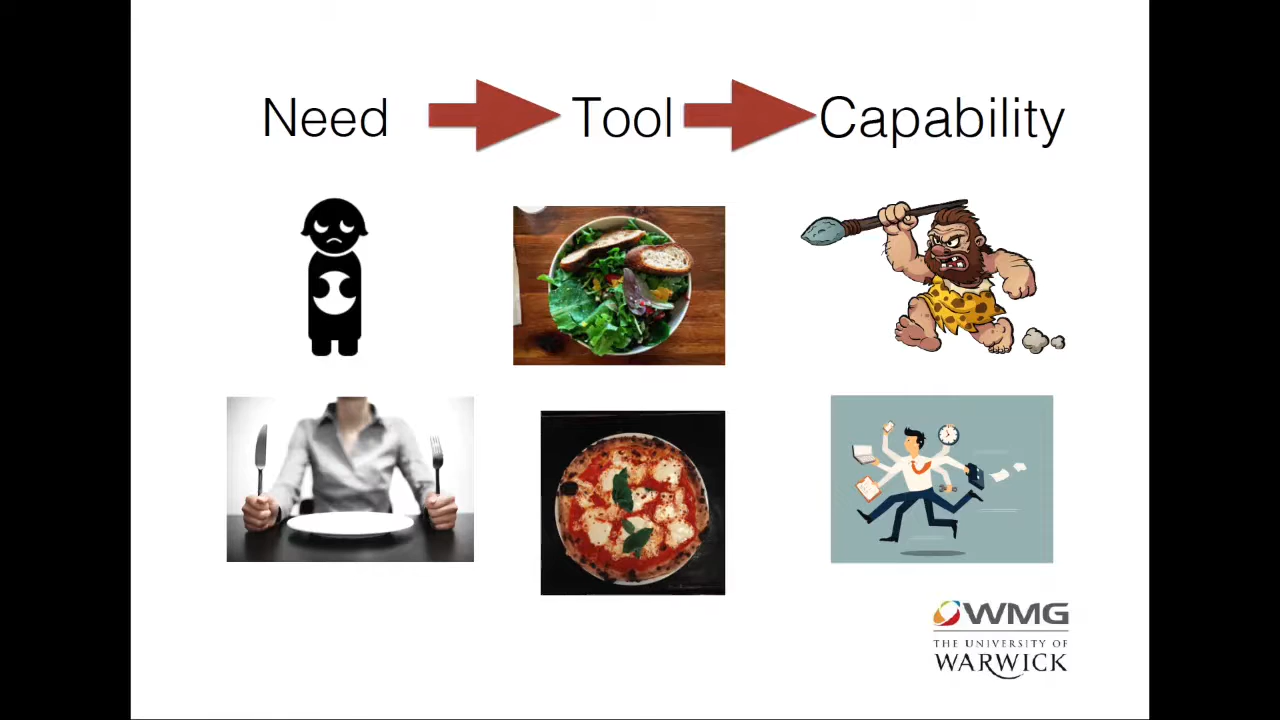 Need
Tool
Capability
WMG
THE UNIVERSITY OF
WARWICK